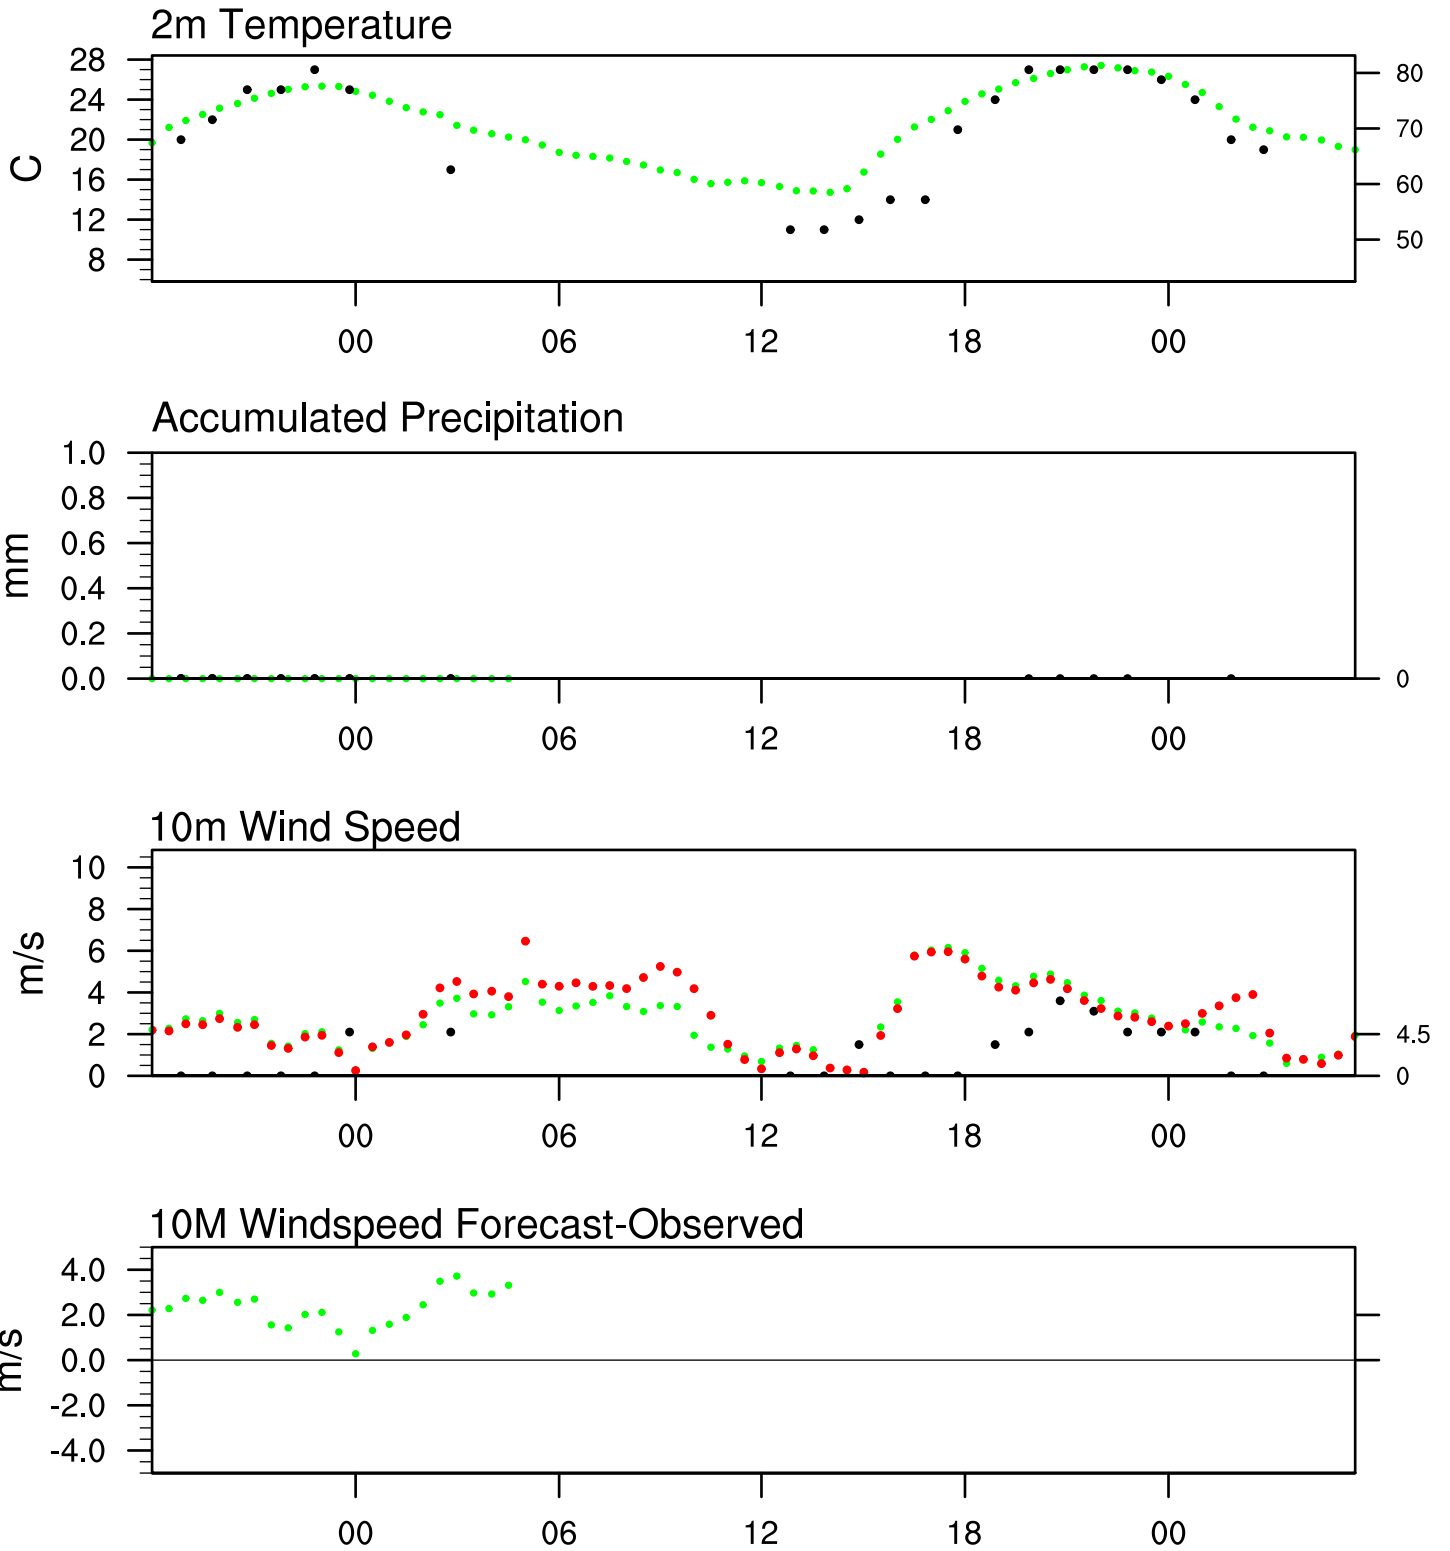 2m Temperature
28
24
20
16
12
8
C
80
70
60
50
00 06 12 18 00
Accumulated Precipitation
1.0
0.8
0.6
0.4
0.2
0.0
mm
0
00 06 12 18 00
10m Wind Speed
10
8
6
4
2
0
m/s
4.5
0
00 06 12 18 00
10M Windspeed Forecast-Observed
4.0
2.0
0.0
-2.0
-4.0
m/s
00 06 12 18 00